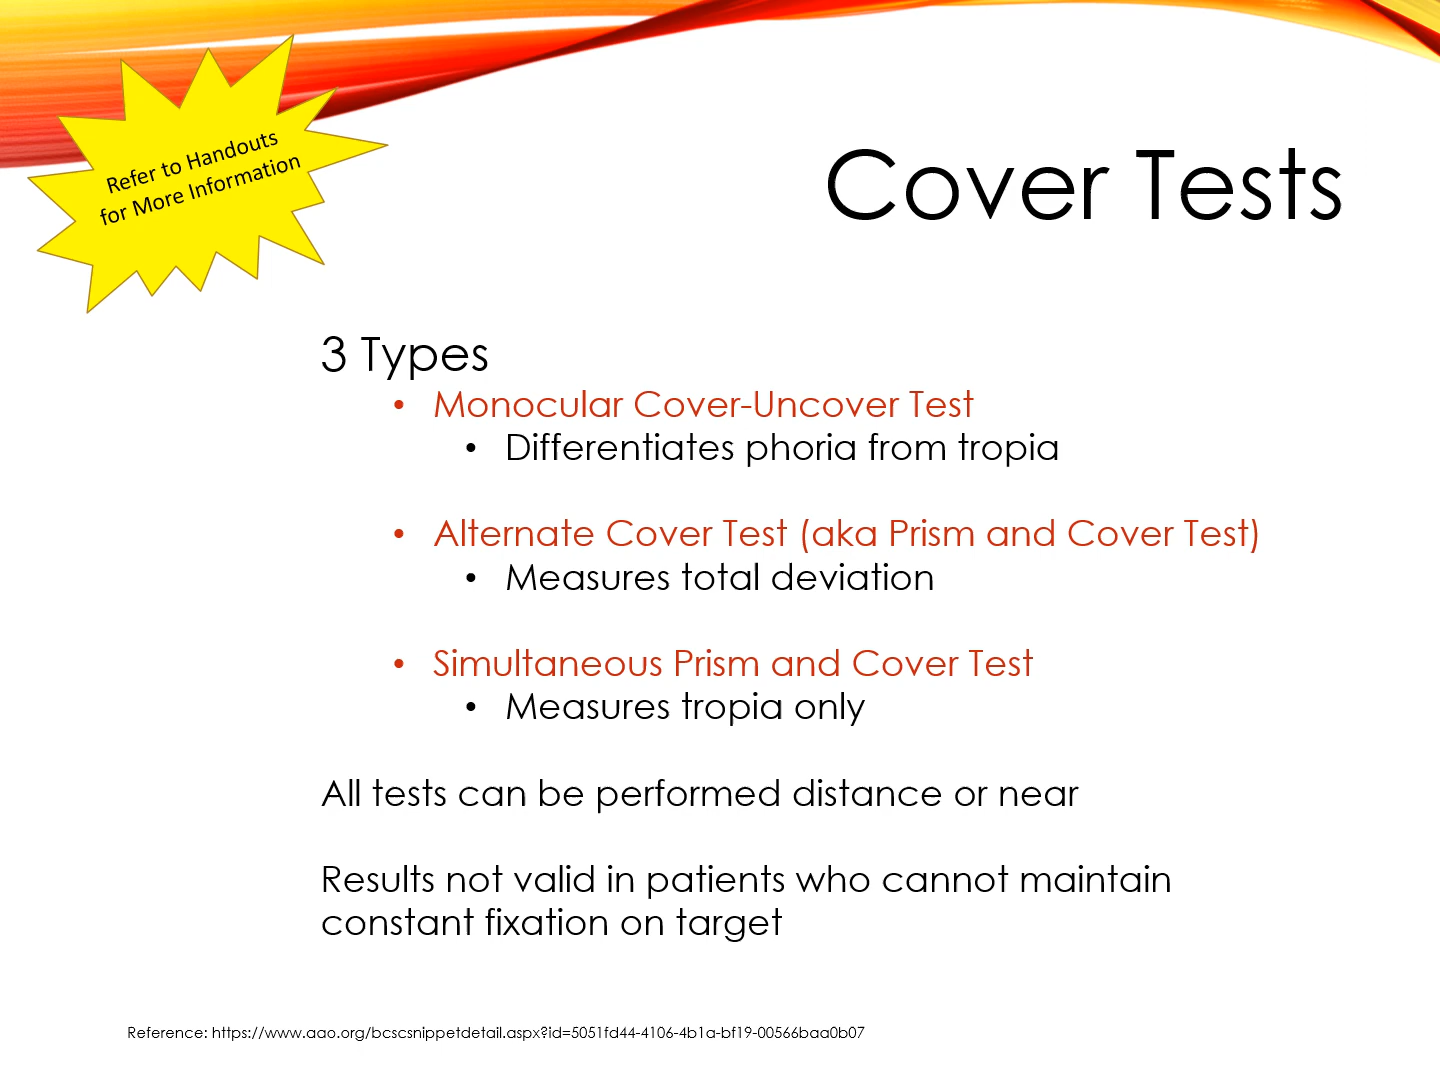 Refer to Handouts
for More Information
Cover Tests
3 Types
• Monocular Cover-Uncover Test
• Differentiates phoria from tropia
• Alternate Cover Test (aka Prism and Cover Test)
• Measures total deviation
• Simultaneous Prism and Cover Test
• Measures tropia only
All tests can be performed distance or near
Results not valid in patients who cannot maintain
constant fixation on target
Reference: https://www.aao.org/bcscsnippetdetail.aspx?id=5051fd44-4106-4b1a-bf19-00566baa0b07